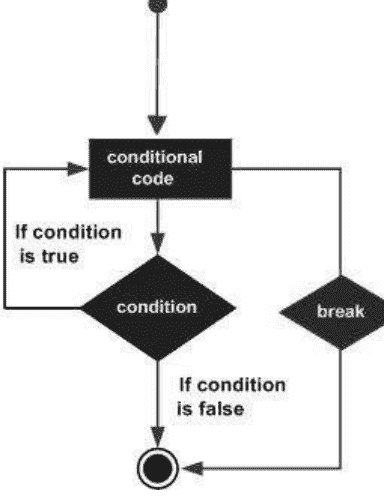 conditional
code
If condition
is true
condition
break
If condition
is false